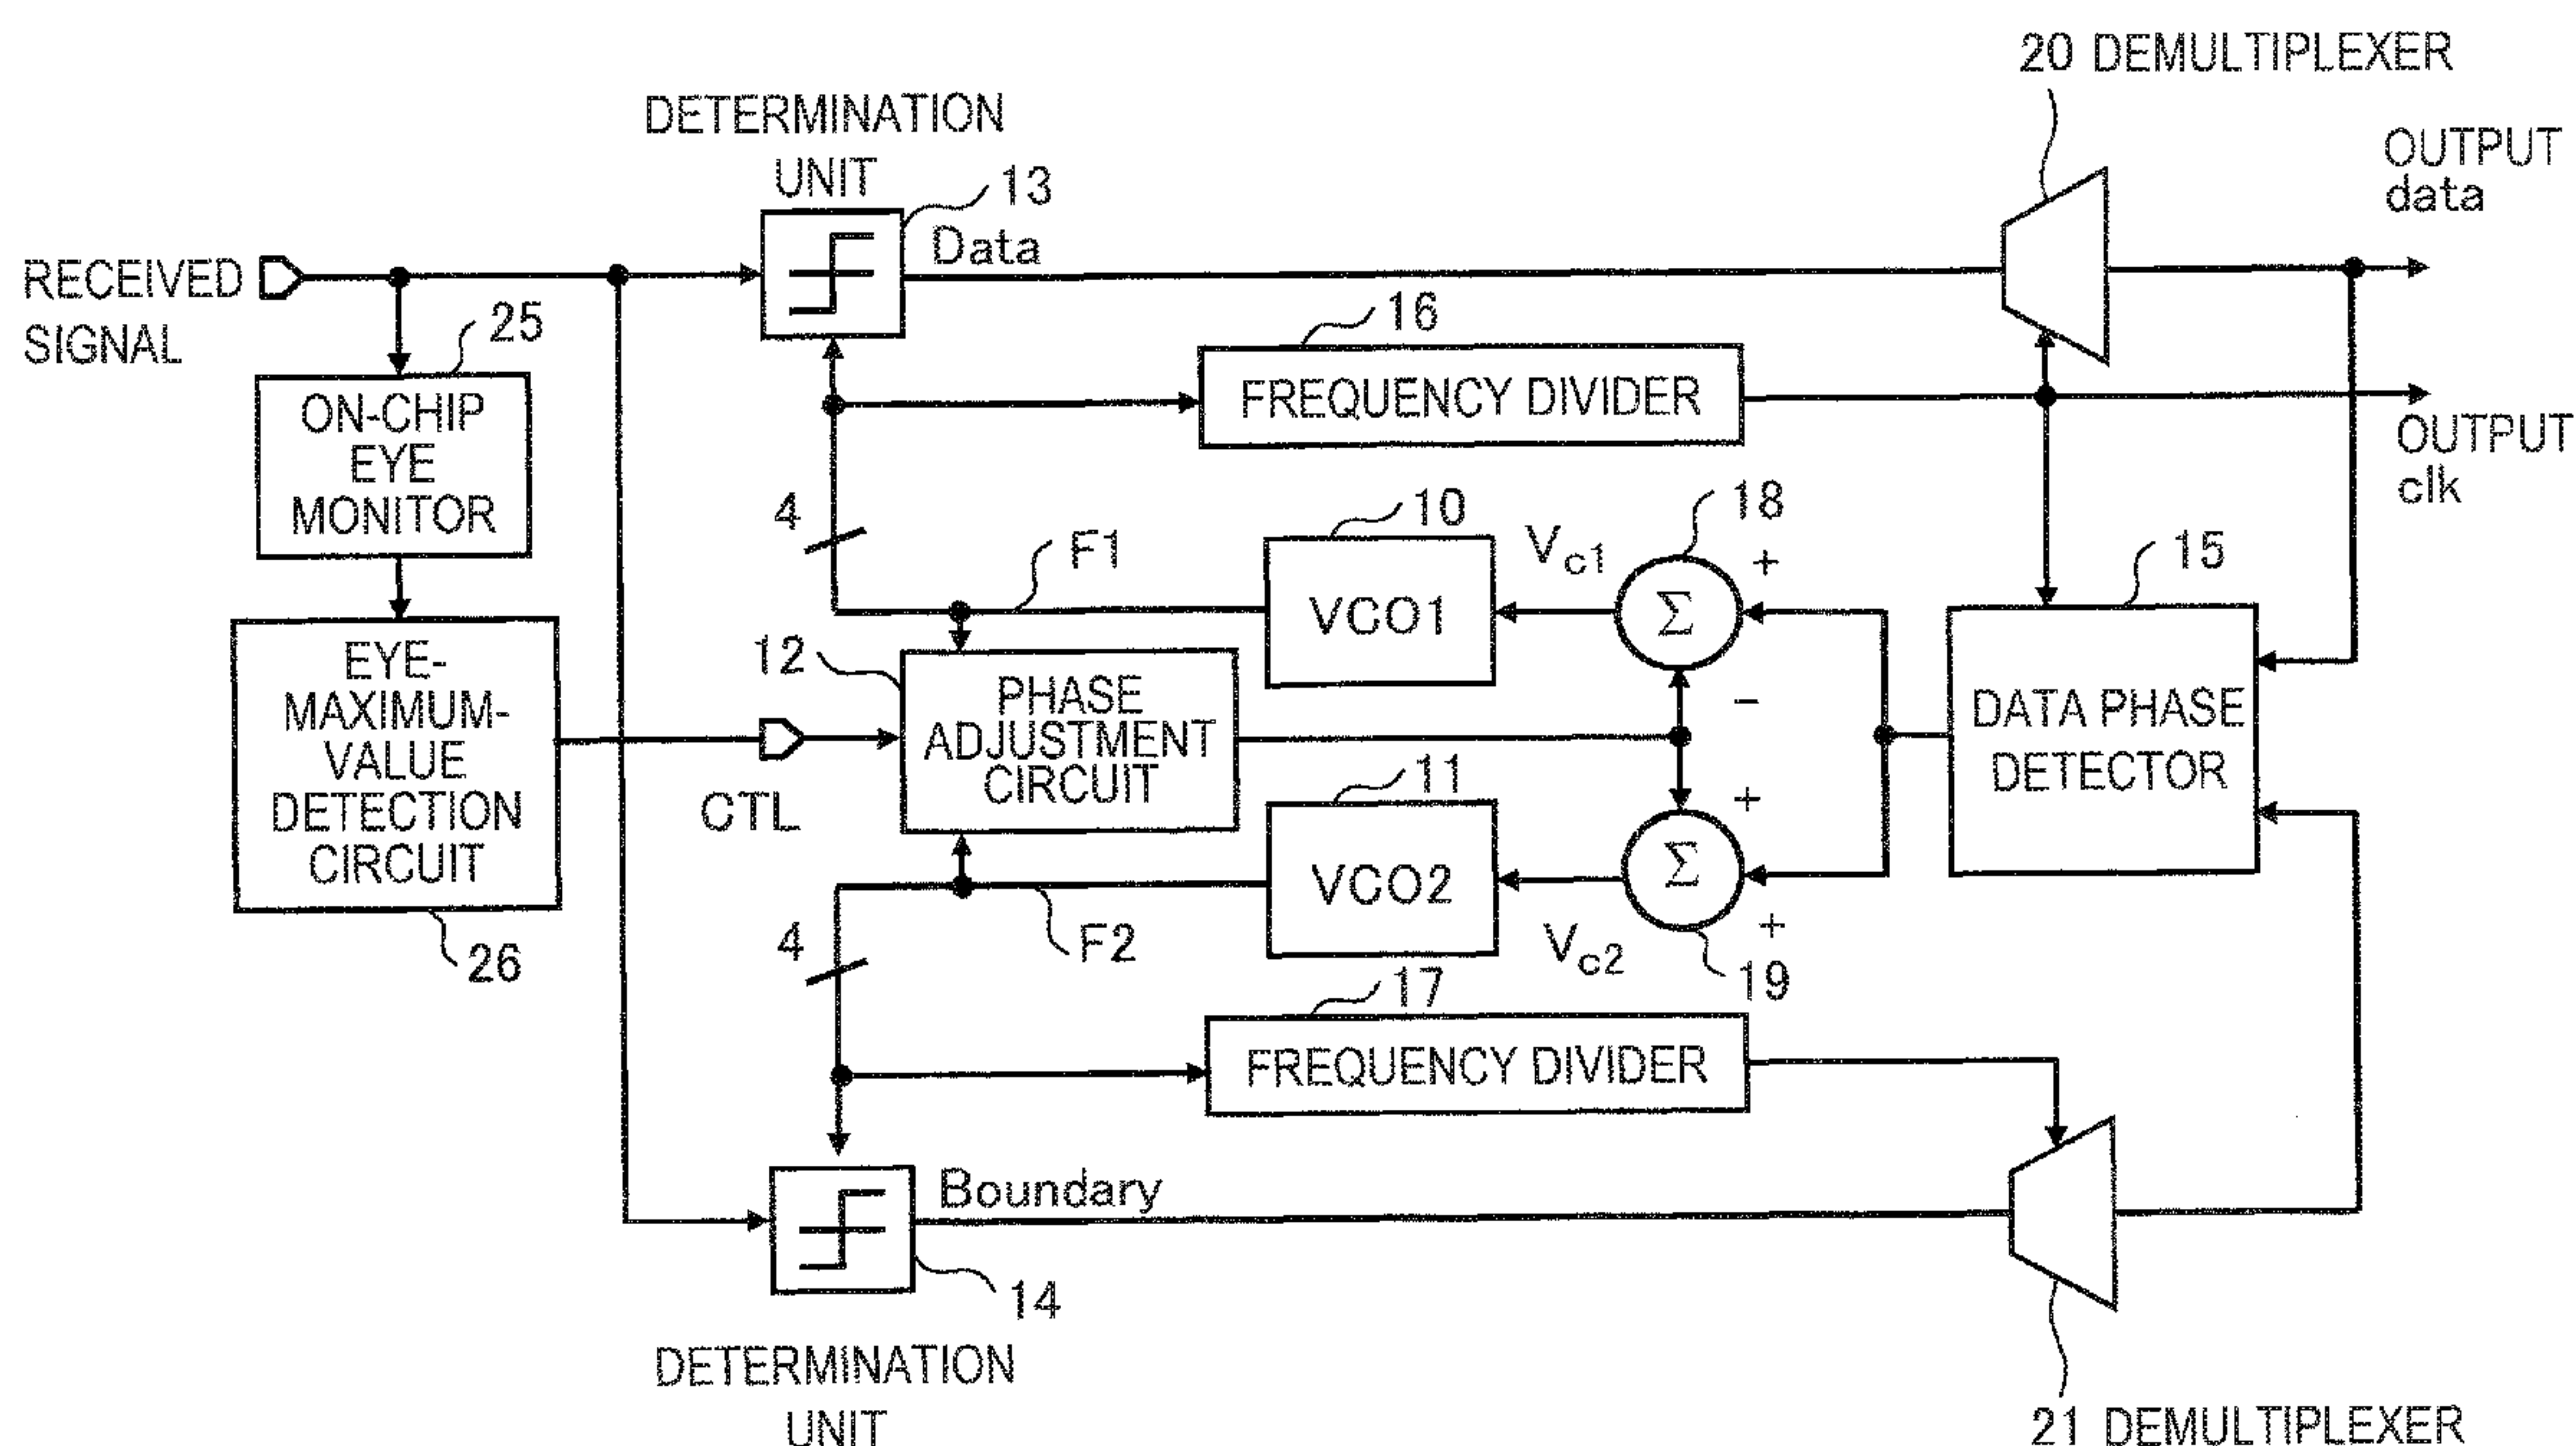 20 DEMULTIPLEXER
DETERMINATION
UNIT
13
OUTPUT
data
Data
RECEIVED
SIGNAL
25
16
ON-CHIP
EYE
MONITOR
FREQUENCY DIVIDER
OUTPUT
clk
4
F1
10
Vc1
18
+
15
VCO1
Σ
12
EYE-
MAXIMUM-
VALUE
DETECTION
CIRCUIT
PHASE
ADJUSTMENT
CIRCUIT
−
DATA PHASE
DETECTOR
CTL
11
+
VCO2
Σ
26
4
F2
Vc2
+
19
17
FREQUENCY DIVIDER
Boundary
14
DETERMINATION
UNIT
21 DEMULTIPLEXER